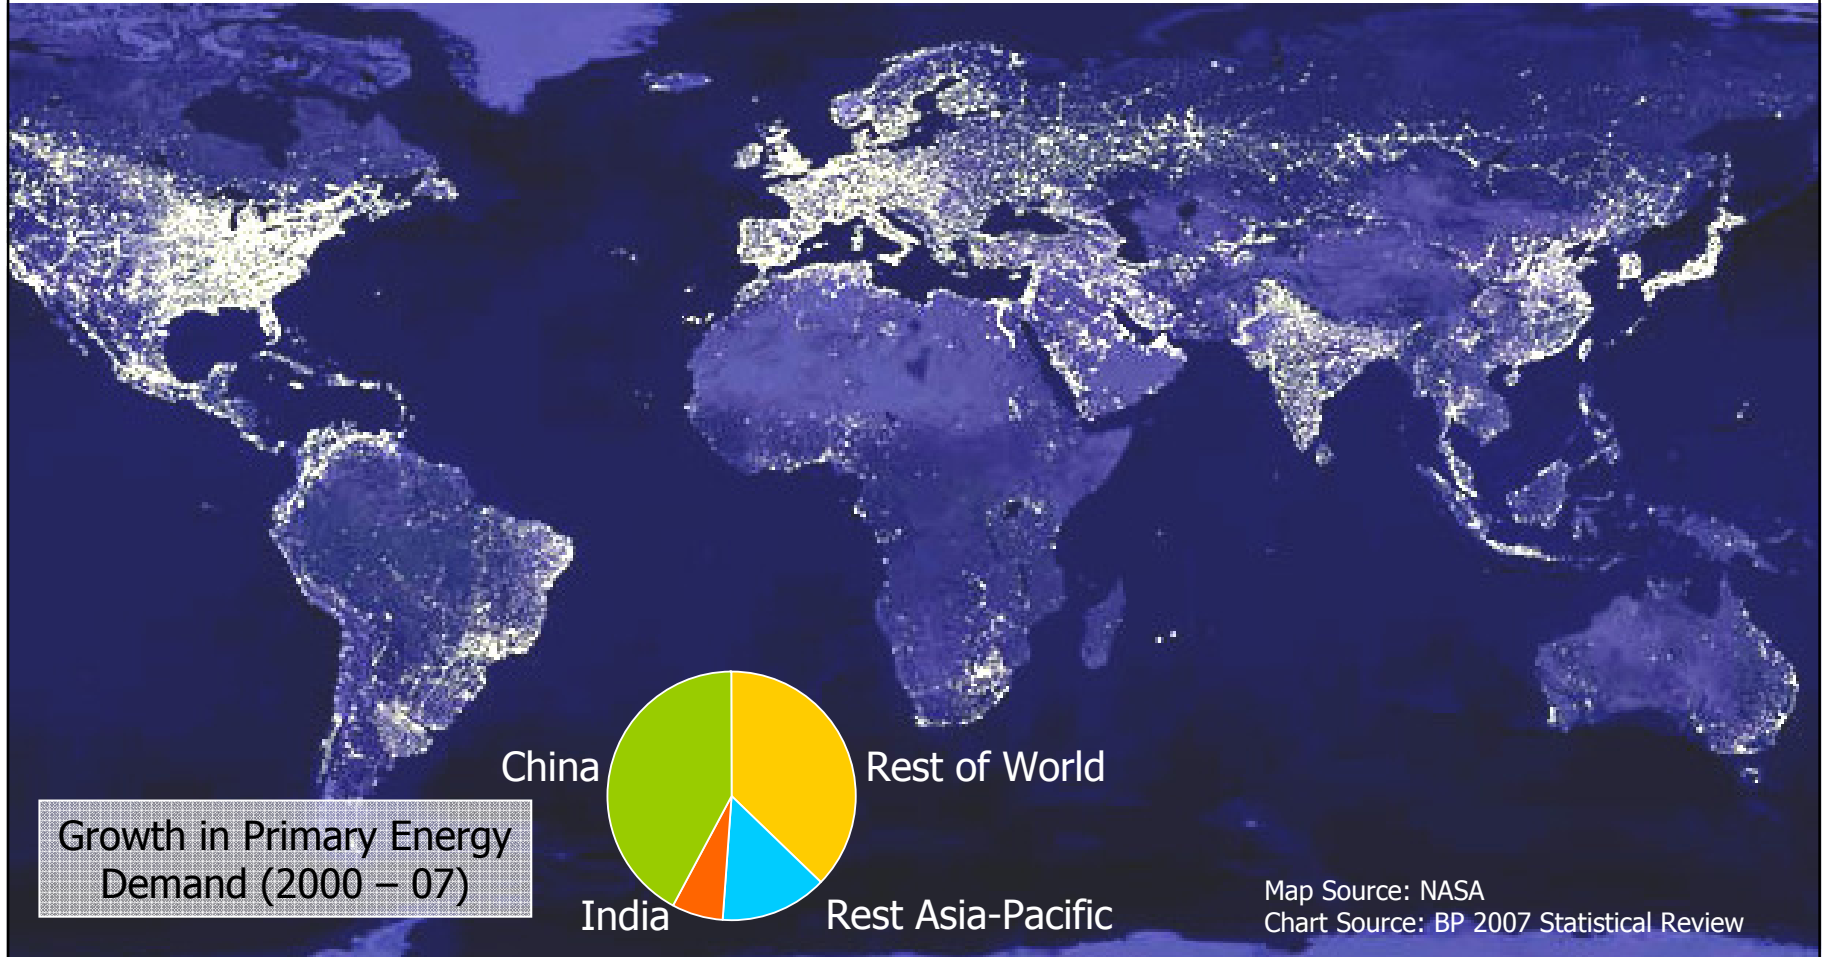 China
Rest of World
Growth in Primary Energy
Demand (2000 – 07)
India
Rest Asia-Pacific
Map Source: NASA
Chart Source: BP 2007 Statistical Review